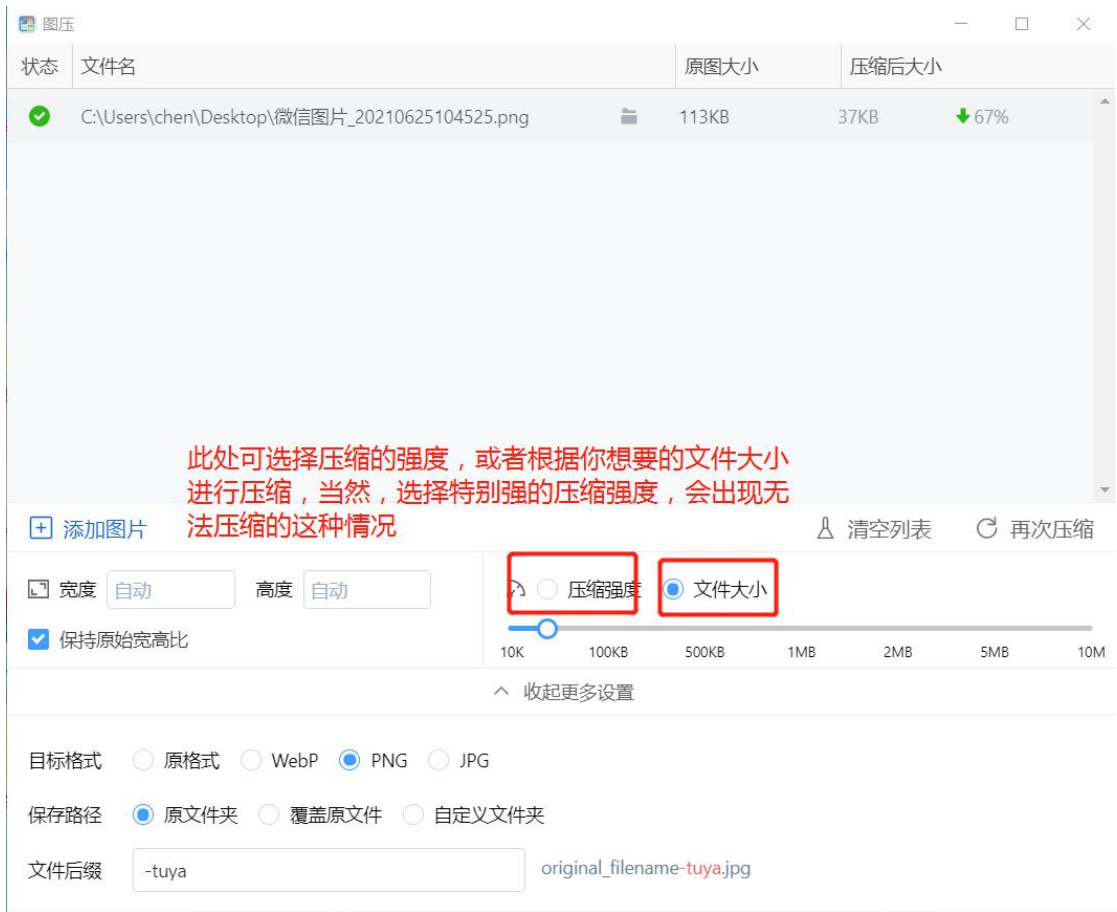 图压
状态 文件名 原图大小 压缩后大小
C:\Users\chen\Desktop\微信图片_20210625104525.png 113KB 37KB 67%
此处可选择压缩的强度，或者根据你想要的文件大小
进行压缩，当然，选择特别强的压缩强度，会出现无
法压缩的这种情况
添加图片 清空列表 再次压缩
宽度 自动 高度 自动 压缩强度 文件大小
保持原始宽高比
10K 100KB 500KB 1MB 2MB 5MB 10M
收起更多设置
目标格式 原格式 WebP PNG JPG
保存路径 原文件夹 覆盖原文件 自定义文件夹
文件后缀 -tuya original_filename-tuya.jpg